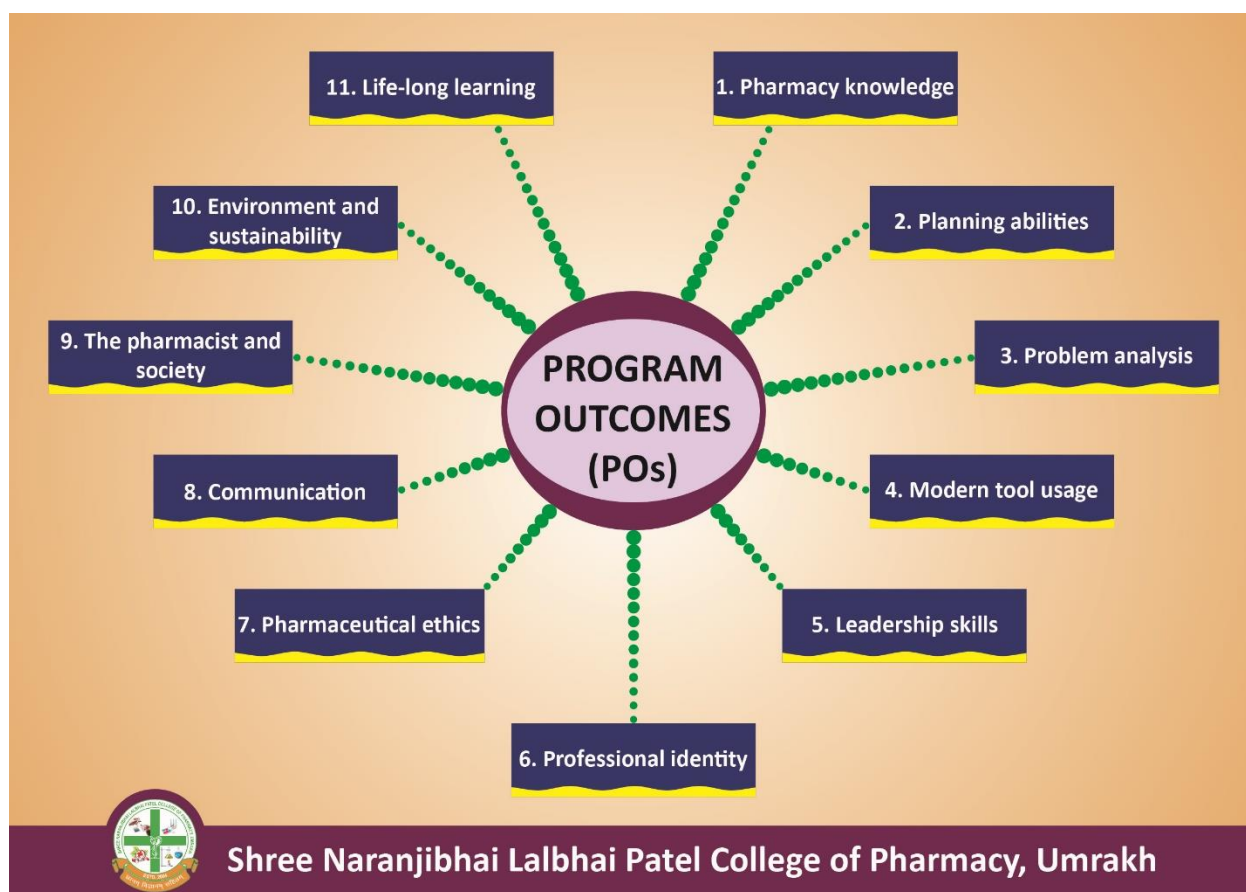 PROGRAM
OUTCOMES
(POs)
1. Pharmacy knowledge
2. Planning abilities
3. Problem analysis
4. Modern tool usage
5. Leadership skills
6. Professional identity
7. Pharmaceutical ethics
8. Communication
9. The pharmacist and
society
10. Environment and
sustainability
11. Life-long learning
Shree Naranjibhai Lalbhai Patel College of Pharmacy, Umrakh